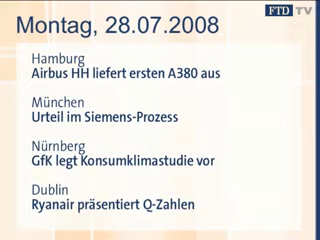 Montag, 28.07.2008
FTD TV
Hamburg
Airbus HH liefert ersten A380 aus
München
Urteil im Siemens-Prozess
Nürnberg
GfK legt Konsumklimastudie vor
Dublin
Ryanair präsentiert Q-Zahlen